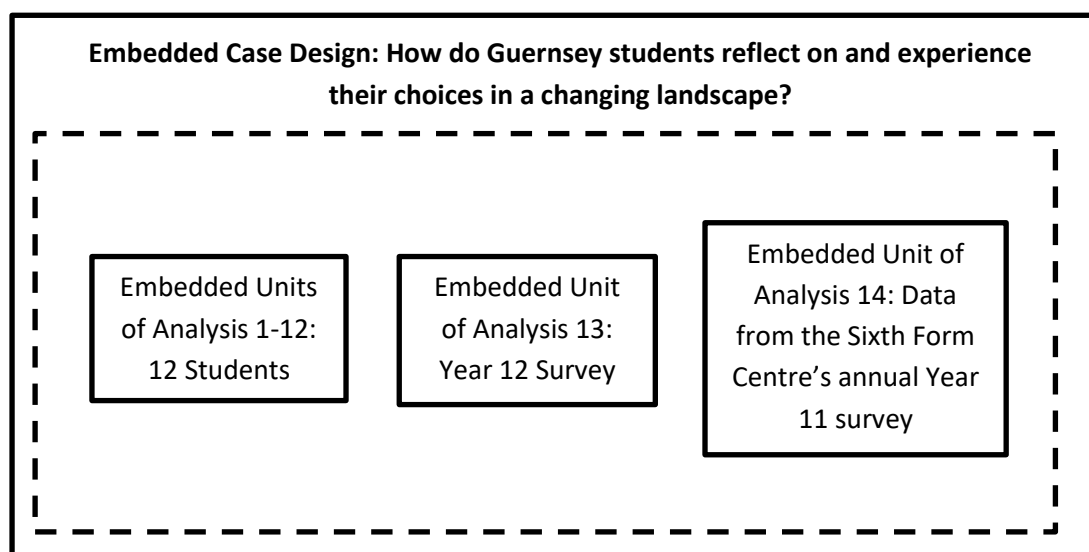 Embedded Case Design: How do Guernsey students reflect on and experience
their choices in a changing landscape?
Embedded Units
of Analysis 1-12:
12 Students
Embedded Unit
of Analysis 13:
Year 12 Survey
Embedded Unit of
Analysis 14: Data
from the Sixth Form
Centre’s annual Year
11 survey